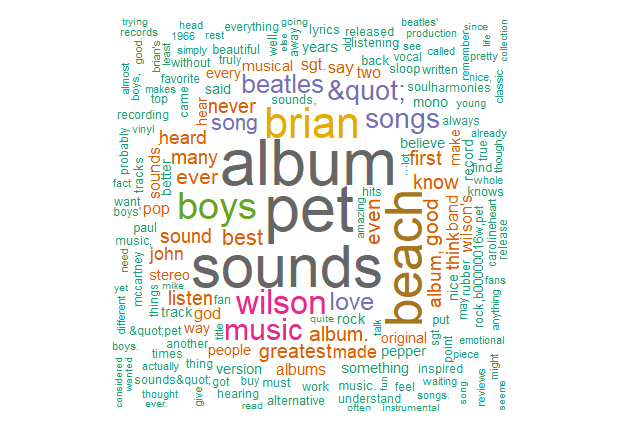 trying
head
everything
going
beatles'
records
1966
rest
lyrics
released
production
since
brian's
simply
beautiful
well
else
away
old
listening
see
called
remember
life
boys,
good.
least
without
truly
years
back
vocal
written
pretty
collection
almost
favorite
every
musical
sgt.
say
two
sloop
nice,
makes
came
said
beatles
&quot;
soul
harmonies
classic
top
hear
never
sounds,
mono
young
recording
song
brian
songs
always
already
vinyl
heard
believe
make
probably
tracks
sounds
many
album
first
record
find
true
though
fact
better
ever
know
whole
want
boys
pet
hits
even
beach
knows
boys'
pop
amazing
album,
good
think
band
wilson's
paul
sound
best
music,
john
sounds
need
mccartney
stereo
nice
may
rubber
rock_b00000016w,pet
carolineheart
release
yet
things
mike
listen
fan
wilson
love
fans
different
track
god
quite
rock
talk
original
sgt
put
anything
&quot;pet
way
title
music
album.
pepper
point
emotional
boys.
another
people
greatest
made
piece
times
thing
version
albums
something
inspired
might
considered
wanted
actually
sounds&quot;
got
buy
must
work
music.
fun
feel
waiting
song.
reviews
seems
thought
give
hearing
alternative
understand
songs.
ever.
read
often
instrumental
...lot